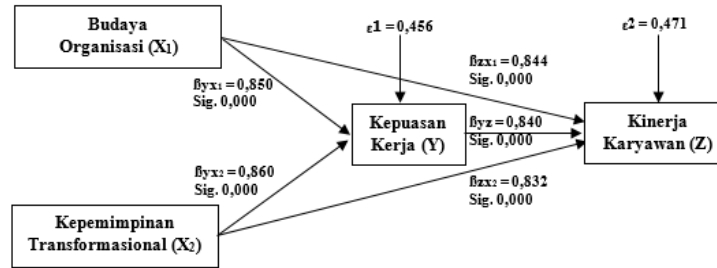 Budaya
Organisasi (X₁)
ε1 = 0,456
ε2 = 0,471
ßzx₁ = 0,844
Sig. 0,000
ßyx₁ = 0,850
Sig. 0,000
Kepuasan
Kerja (Y)
ßyz = 0,840
Sig. 0,000
Kinerja
Karyawan (Z)
ßyx₂ = 0,860
Sig. 0,000
ßzx₂ = 0,832
Sig. 0,000
Kepemimpinan
Transformasional (X₂)